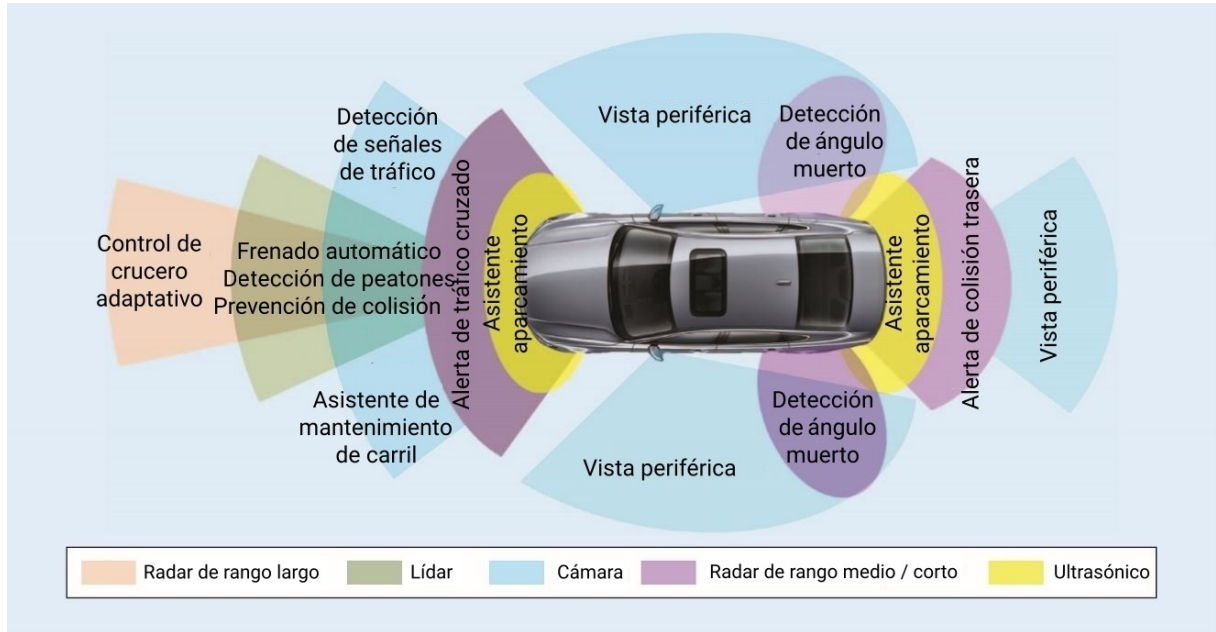 Control de
crucero
adaptativo
Frenado automático
Detección de peatones
Prevención de colisión
Detección
de señales
de tráfico
Asistente de
mantenimiento
de carril
Alerta de tráfico cruzado
Asistente
aparcamiento
Vista periférica
Detección
de ángulo
muerto
Vista periférica
Detección
de ángulo
muerto
Asistente
aparcamiento
Alerta de colisión trasera
Vista periférica
Radar de rango largo
Lídar
Cámara
Radar de rango medio / corto
Ultrasónico